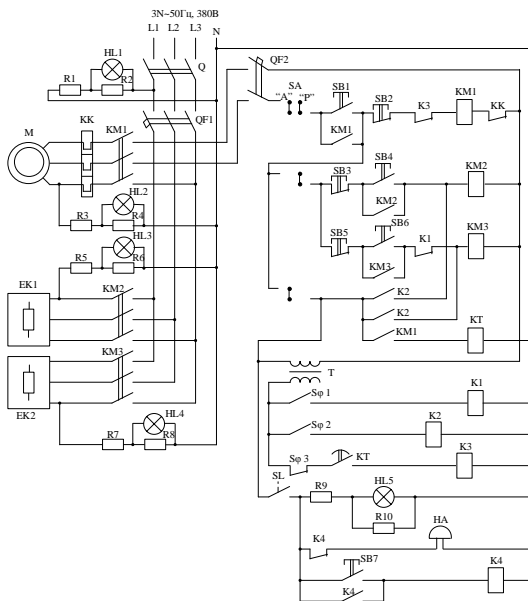 3N~50Гц, 380В
L1 L2 L3 N
HL1
R1 R2
Q
QF2
SA
"А" "Р"
SB1
SB2
K3
KM1
KK
KM1
QF1
M
KK
KM1
HL2
R3 R4
HL3
R5 R6
SB3
SB4
KM2
KM2
SB5
SB6
K1
KM3
KM3
EK1
KM2
K2
K2
KM1
KT
KM3
EK2
T
HL4
R7 R8
Sφ 1
K1
Sφ 2
K2
Sφ 3
KT
K3
SL
R9
HL5
R10
HA
K4
SB7
K4
K4